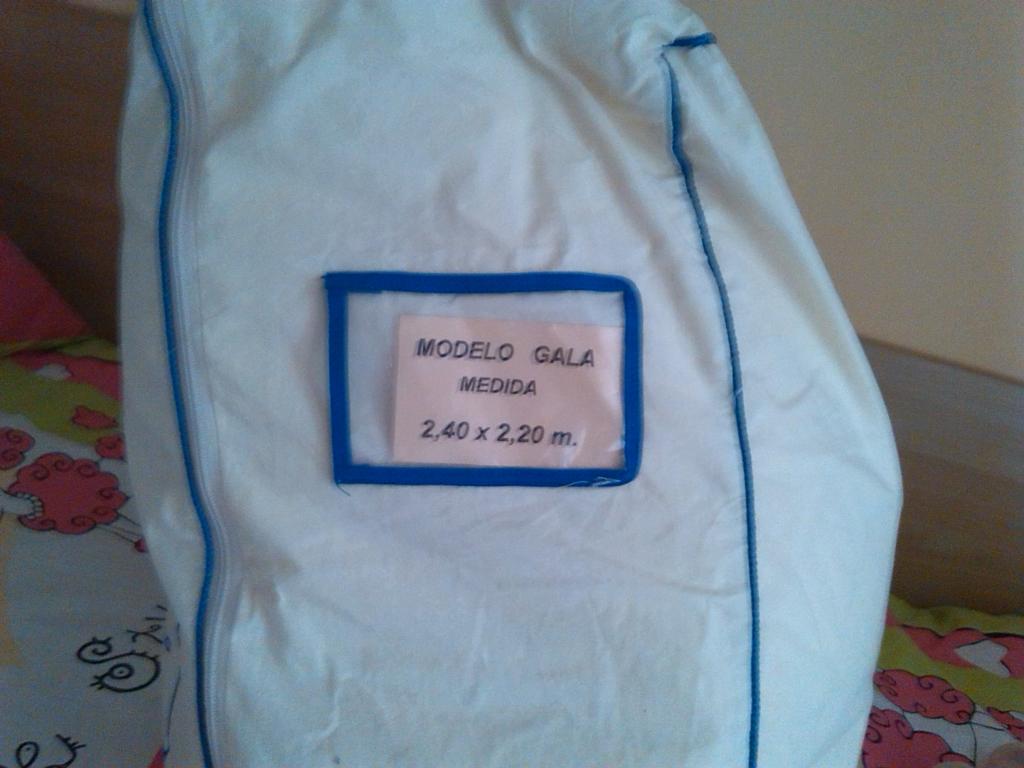 MODELO GALA
MEDIDA
2,40 x 2,20 m.